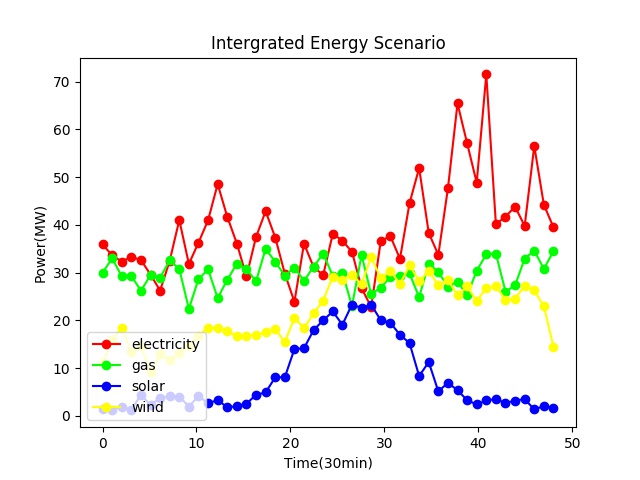 Intergrated Energy Scenario
Power(MW)
70
60
50
40
30
20
10
0
electricity
gas
solar
wind
0 10 20 30 40 50
Time(30min)